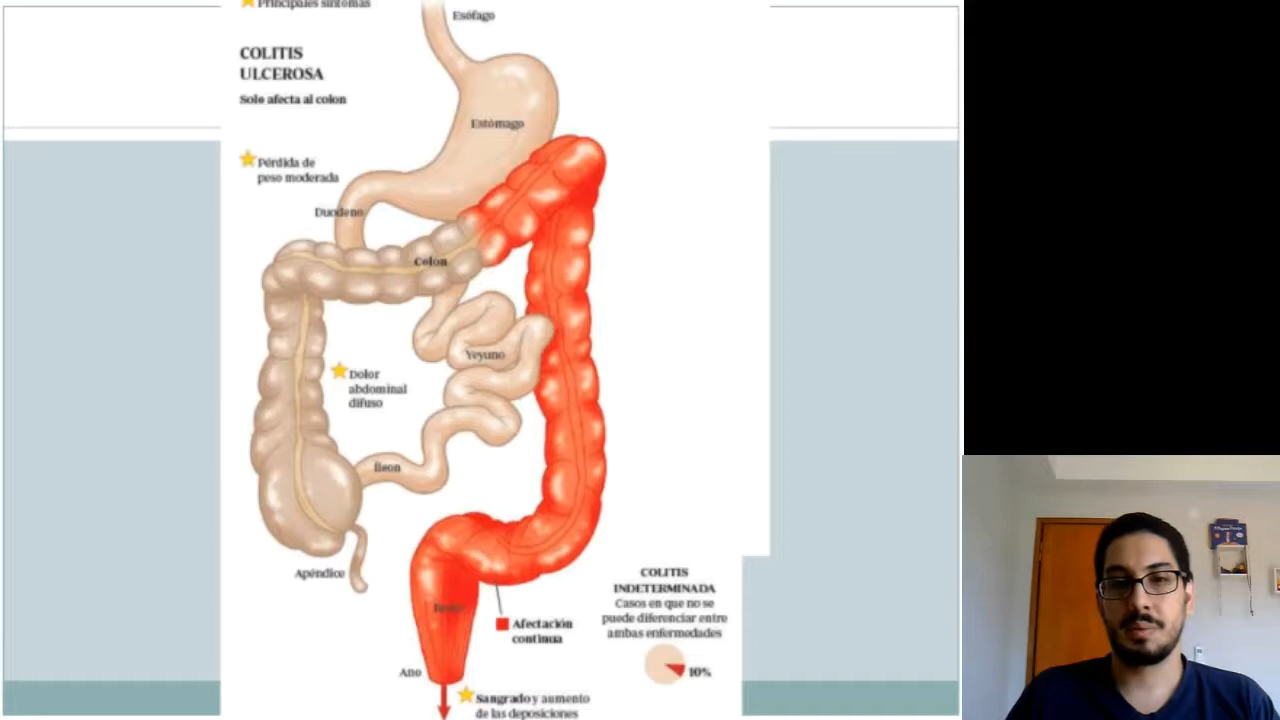 Principales síntomas
Esófago
COLITIS
ULCEROSA
Solo afecta al colon
Estómago
Pérdida de
peso moderada
Duodeno
Colon
Yeyuno
Dolor
abdominal
difuso
Íleon
Apéndice
COLITIS
INDETERMINADA
Casos en que no se
puede diferenciar entre
ambas enfermedades
10%
Afectación
continua
Ano
Sangrado y aumento
de las deposiciones